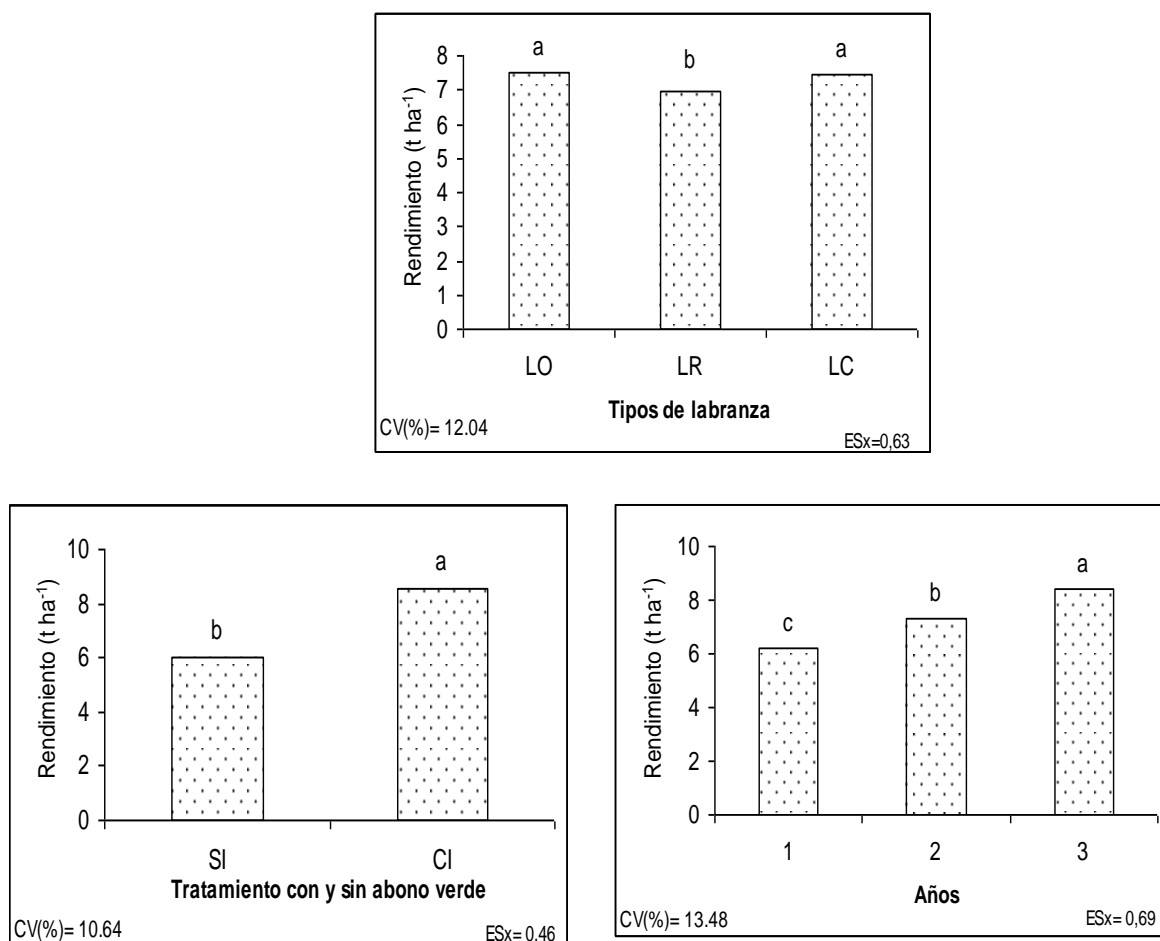 a b a
8
7
6
5
4
3
2
1
0
Rendimiento (t ha-1)
LO LR LC
Tipos de labranza
CV(%)= 12.04
ESx=0,63
10
8
6
4
2
0
Rendimiento (t ha-1)
b a
SI CI
Tratamiento con y sin abono verde
CV(%)= 10.64
ESx= 0,46
10
8
6
4
2
0
Rendimiento (t ha-1)
c b a
1 2 3
Años
CV(%)= 13.48
ESx= 0,69